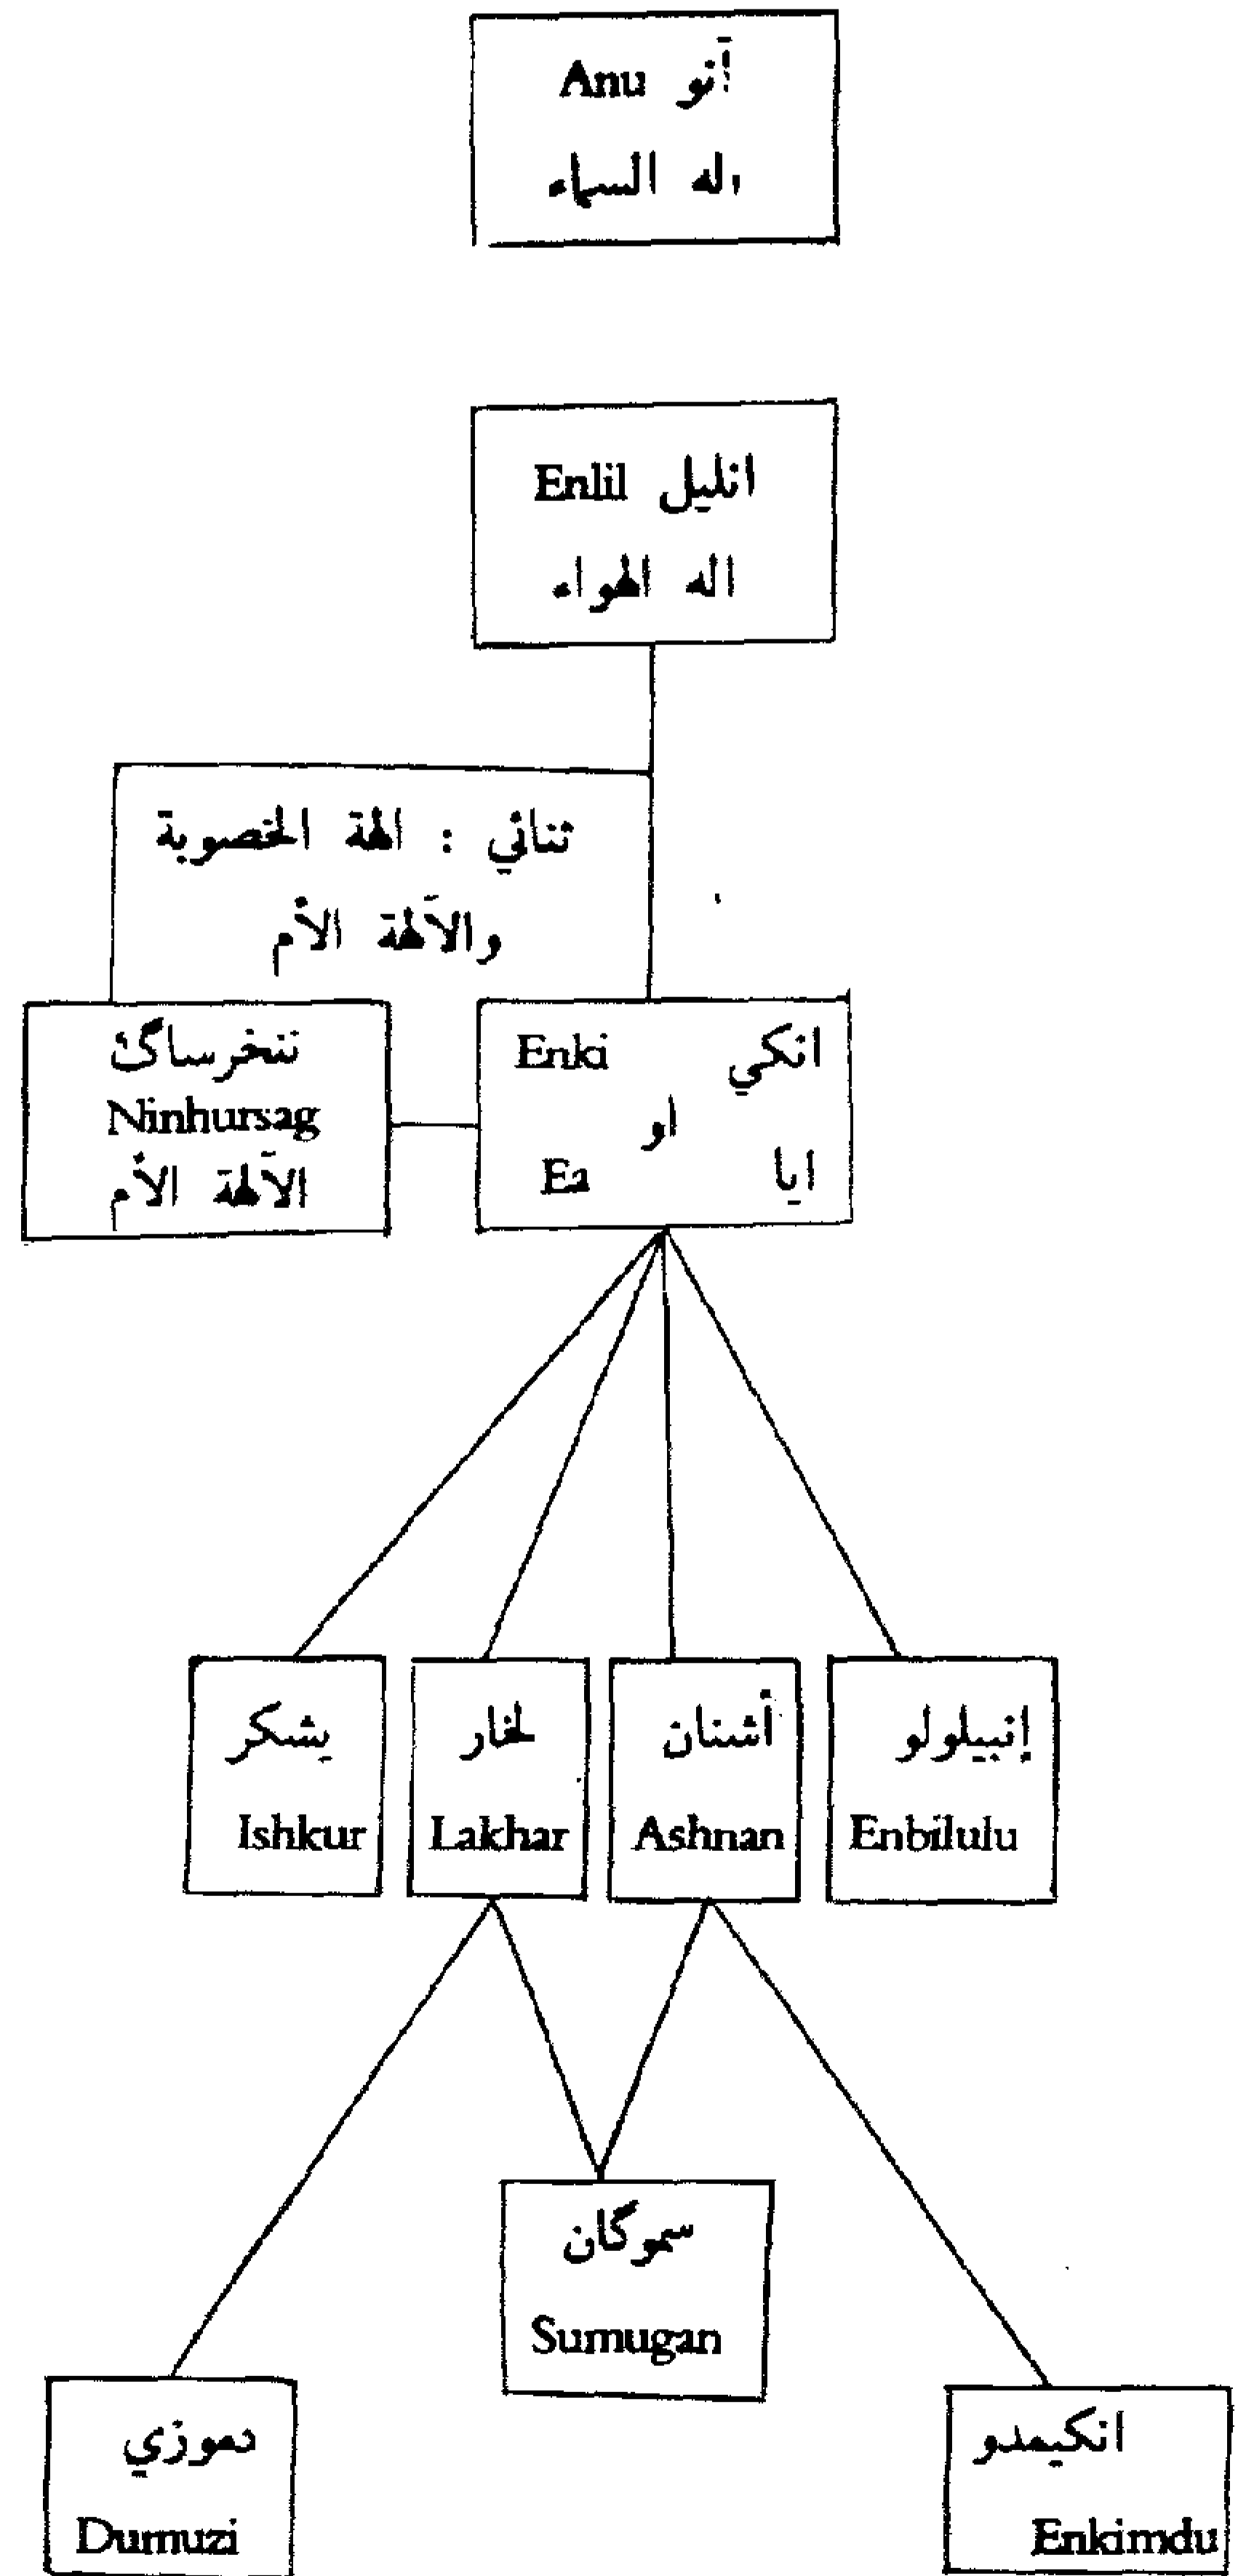 آنو Anu
اله السماء
انليل Enlil
اله الهواء
ثنائي : الهة الخصوبة
والآلهة الأم
ننخرساگ
Ninhursag
الآلهة الأم
انكي Enki
او
ايا Ea
يشكر
Ishkur
لخار
Lakhar
أشنان
Ashnan
إنبيلولو
Enbilulu
سموگان
Sumugan
دموزي
Dumuzi
انكيمدو
Enkimdu